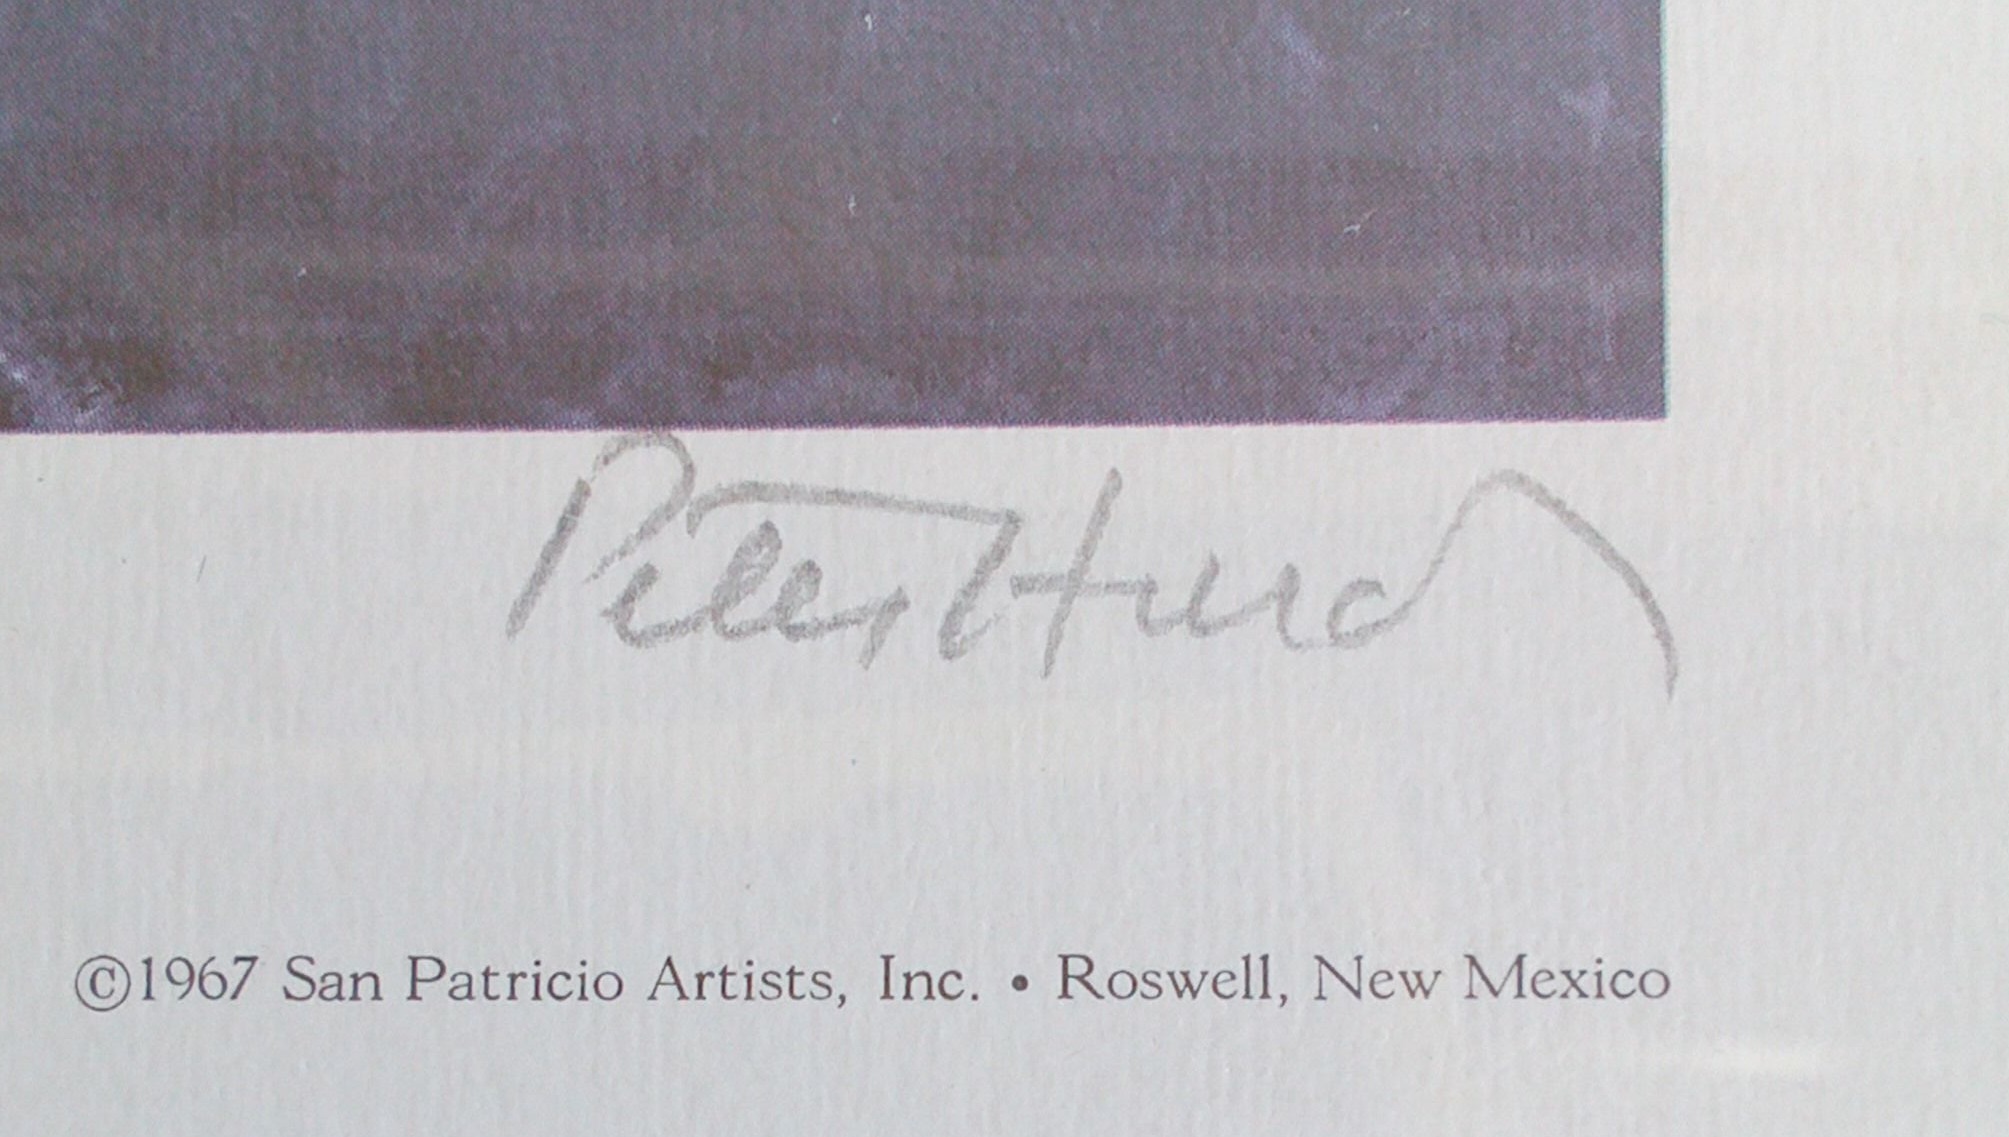 Peter Hurd
©1967 San Patricio Artists, Inc. • Roswell, New Mexico